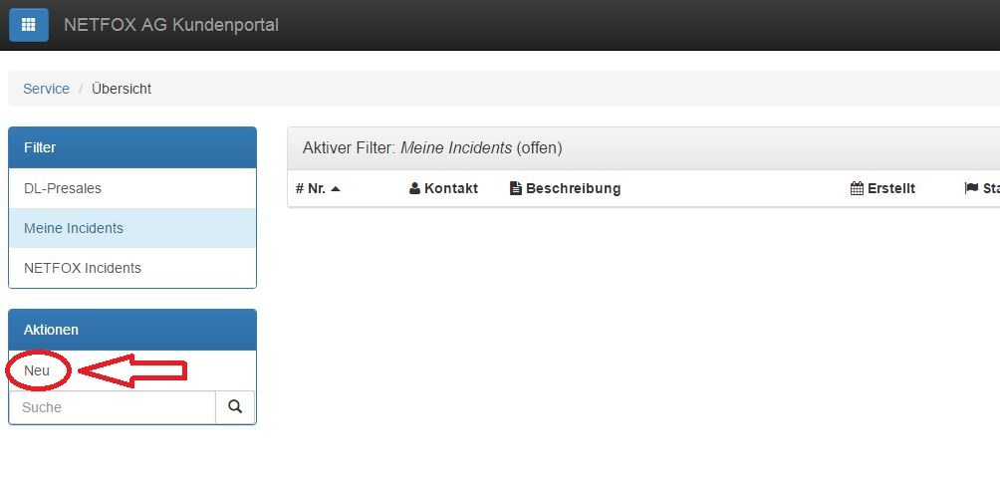 NETFOX AG Kundenportal
Service / Übersicht
Filter
DL-Presales
Meine Incidents
NETFOX Incidents
Aktionen
Neu
Suche
Aktiver Filter: Meine Incidents (offen)
# Nr. Kontakt Beschreibung Erstellt Sta